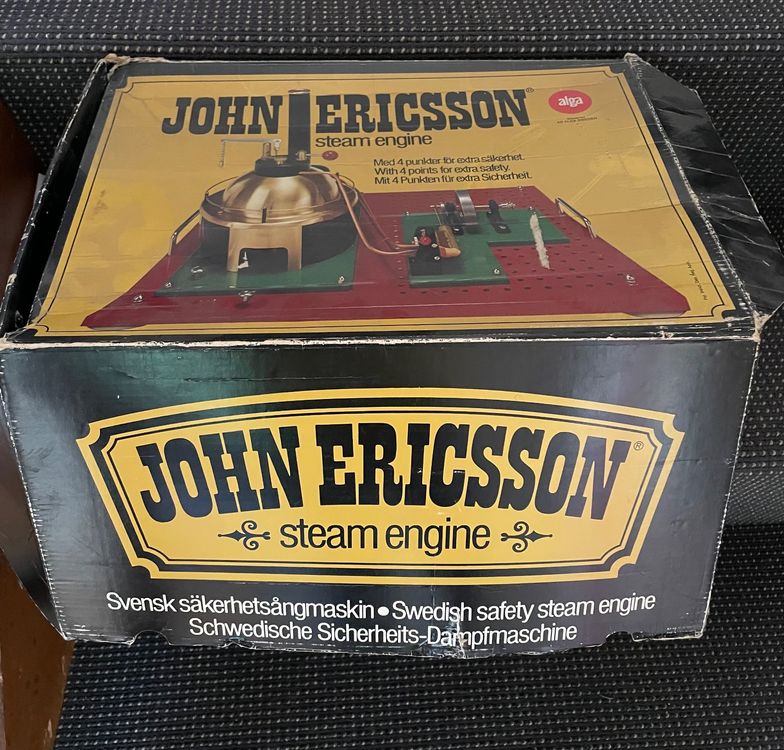 JOHN ERICSSON®
steam engine
alga
Med 4 punkter för extra säkerhet.
With 4 points for extra safety.
Mit 4 Punkten für extra Sicherheit.
JOHN ERICSSON®
steam engine
Svensk säkerhetsångmaskin • Swedish safety steam engine
Schwedische Sicherheits-Dampfmaschine